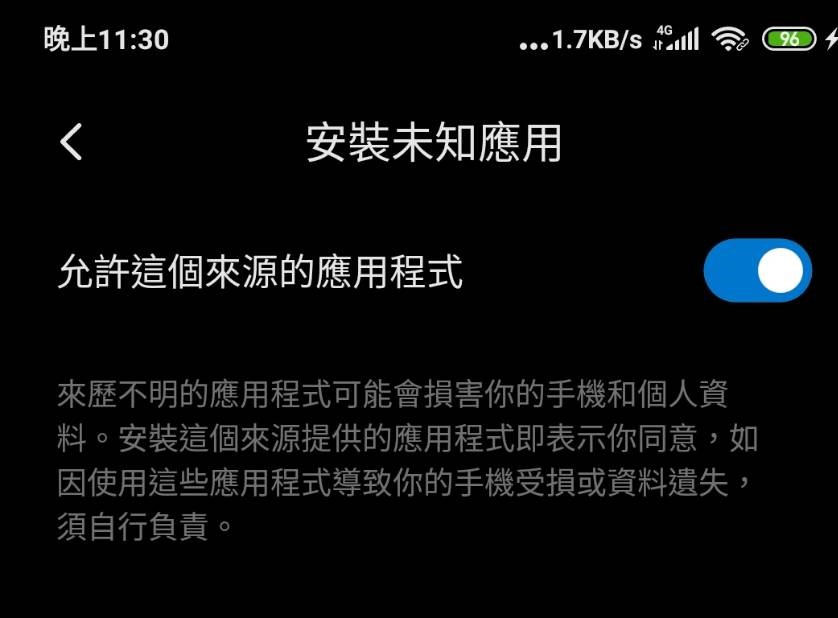 晚上11:30 ...1.7KB/s 4G 96
安裝未知應用
允許這個來源的應用程式
來歷不明的應用程式可能會損害你的手機和個人資
料。安裝這個來源提供的應用程式即表示你同意，如
因使用這些應用程式導致你的手機受損或資料遺失，
須自行負責。